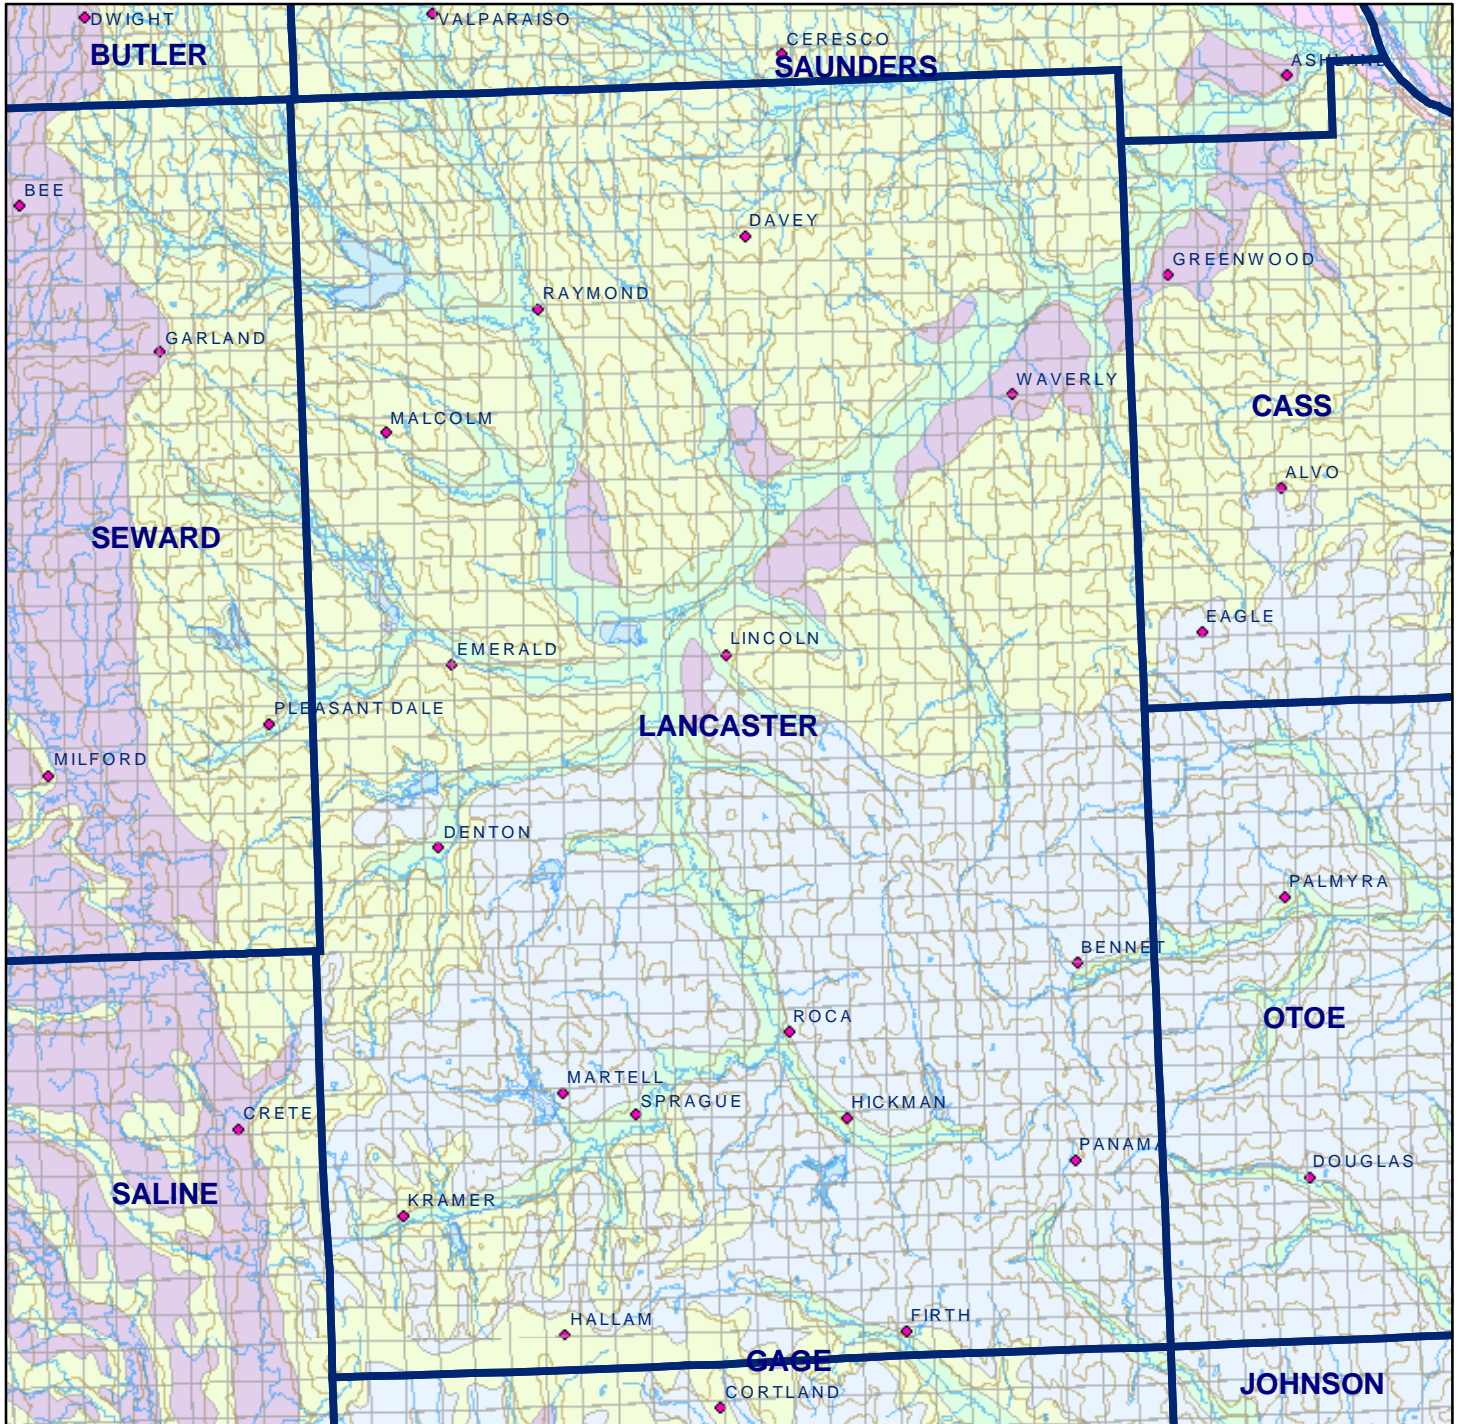 DWIGHT
VALPARAISO
BUTLER
CERESCO
SAUNDERS
ASHLAND
BEE
DAVEY
GREENWOOD
RAYMOND
GARLAND
WAVERLY
CASS
MALCOLM
ALVO
SEWARD
EAGLE
LINCOLN
EMERALD
PLEASANT DALE
LANCASTER
MILFORD
DENTON
PALMYRA
BENNET
ROCA
OTOE
MARTELL
SPRAGUE
HICKMAN
CRETE
PANAMA
DOUGLAS
SALINE
KRAMER
HALLAM
FIRTH
GAGE
JOHNSON
CORTLAND